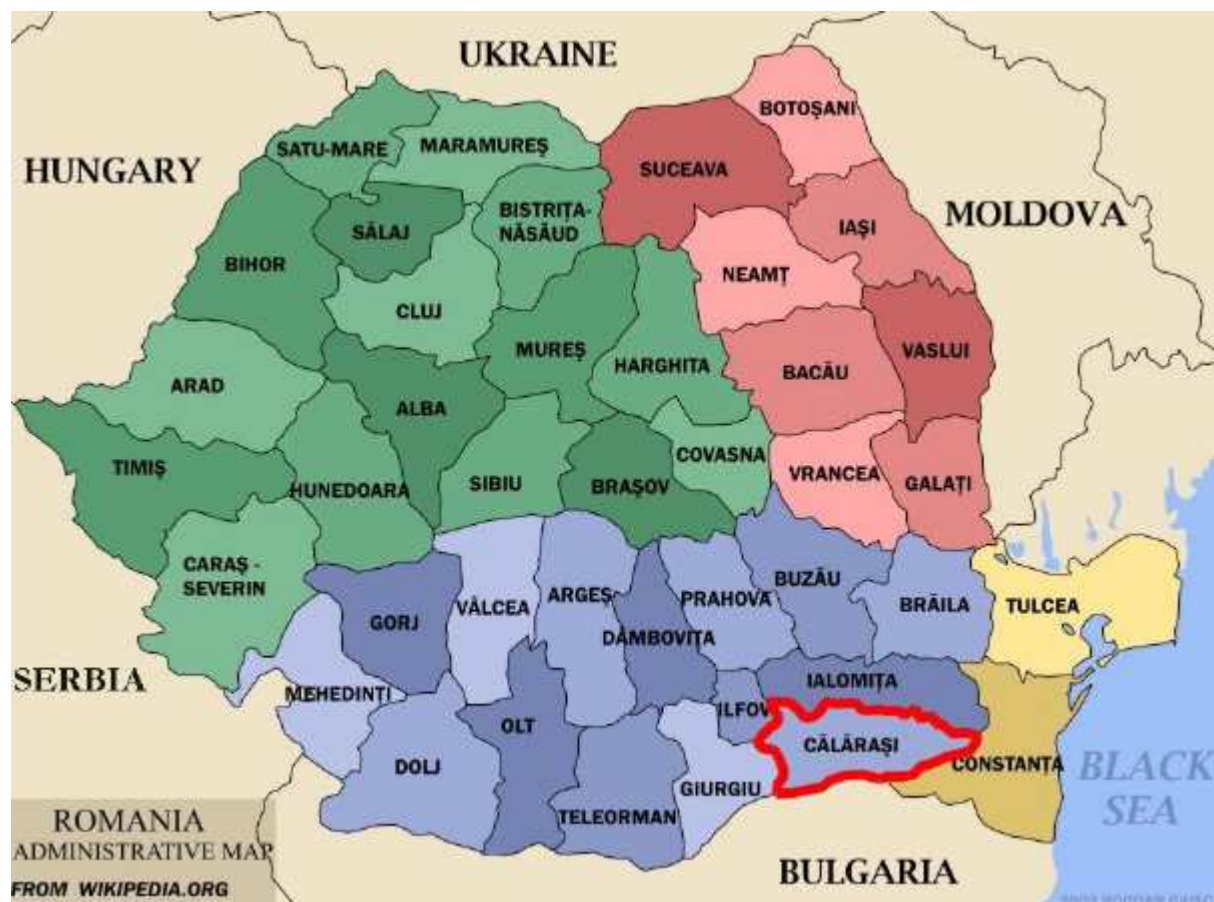 UKRAINE
BOTOȘANI
SATU-MARE
MARAMUREȘ
HUNGARY
SUCEAVA
MOLDOVA
BISTRIȚA-
NĂSĂUD
SĂLAJ
IAȘI
BIHOR
NEAMȚ
CLUJ
MUREȘ
VASLUI
HARGHITA
BACĂU
ARAD
ALBA
COVASNA
TIMIȘ
VRANCEA
HUNEDOARA
SIBIU
BRAȘOV
GALAȚI
CARAȘ -
SEVERIN
BUZĂU
ARGEȘ
PRAHOVA
VÂLCEA
BRĂILA
TULCEA
GORJ
DÂMBOVIȚA
SERBIA
IALOMIȚA
MEHEDINȚI
ILFOV
OLT
CĂLĂRAȘI
DOLJ
CONSTANȚA
BLACK
SEA
GIURGIU
TELEORMAN
ROMANIA
ADMINISTRATIVE MAP
BULGARIA
FROM WIKIPEDIA.ORG